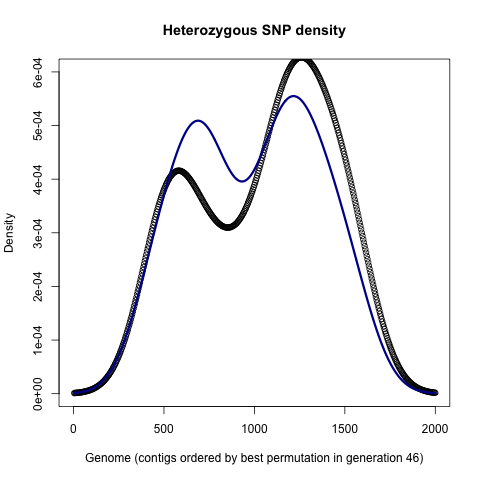 Heterozygous SNP density
6e-04
5e-04
4e-04
3e-04
2e-04
1e-04
0e+00
Density
0 500 1000 1500 2000
Genome (contigs ordered by best permutation in generation 46)